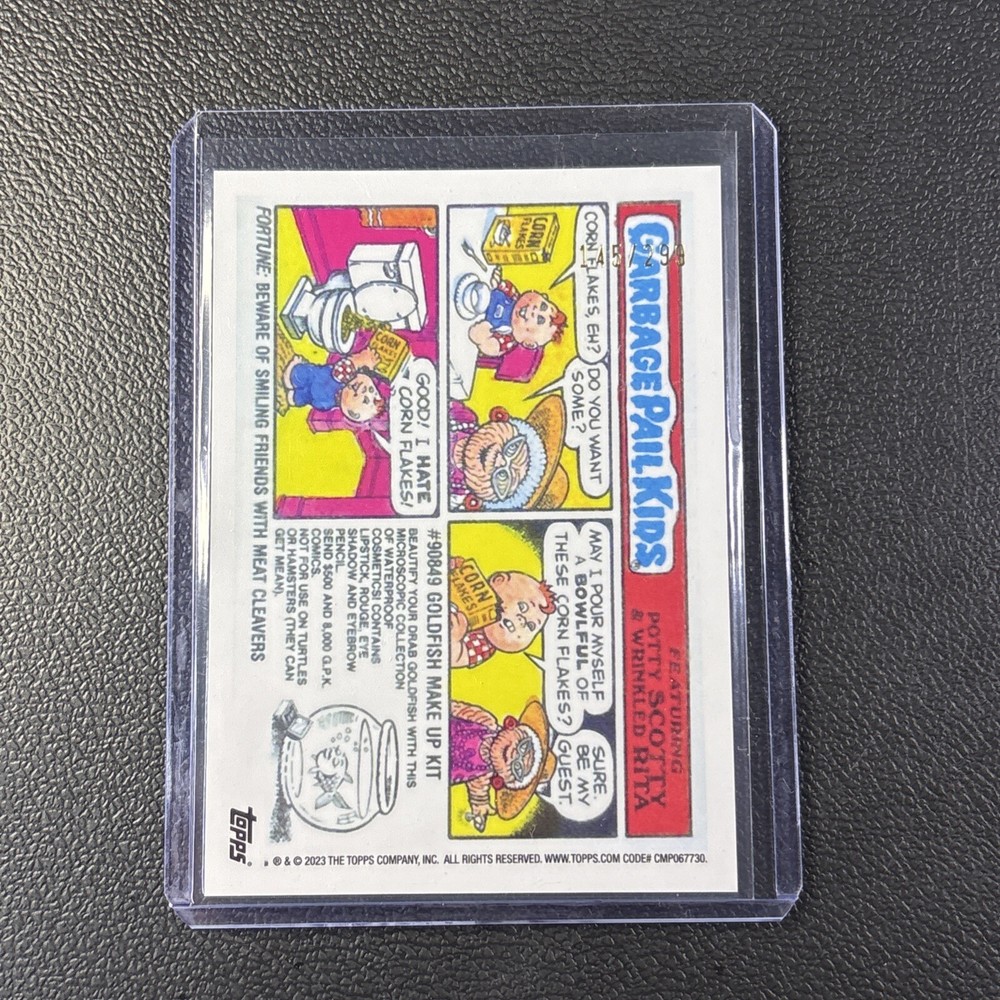 GARBAGE PAIL KIDS
®
FEATURING
POTTY SCOTTY
& WRINKLED RITA
145/299
CORN FLAKES, EH?
DO YOU WANT
SOME?
CORN
FLAKES
MAY I POUR MYSELF
A BOWLFUL OF
THESE CORN FLAKES?
SURE.
BE MY
GUEST.
CORN
FLAKES
GOOD! I HATE
CORN FLAKES!
CORN
FLAKES
#90849 GOLDFISH MAKE UP KIT
BEAUTIFY YOUR DRAB GOLDFISH WITH THIS
MICROSCOPIC COLLECTION
OF WATERPROOF
COSMETICS! CONTAINS
LIPSTICK, ROUGE, EYE
SHADOW AND EYEBROW
PENCIL.
SEND $500 AND 8,000 G.P.K.
COMICS.
NOT FOR USE ON TURTLES
OR HAMSTERS (THEY CAN
GET MEAN).
FORTUNE: BEWARE OF SMILING FRIENDS WITH MEAT CLEAVERS
® & © 2023 THE TOPPS COMPANY, INC. ALL RIGHTS RESERVED. WWW.TOPPS.COM CODE# CMP067730.
topps®